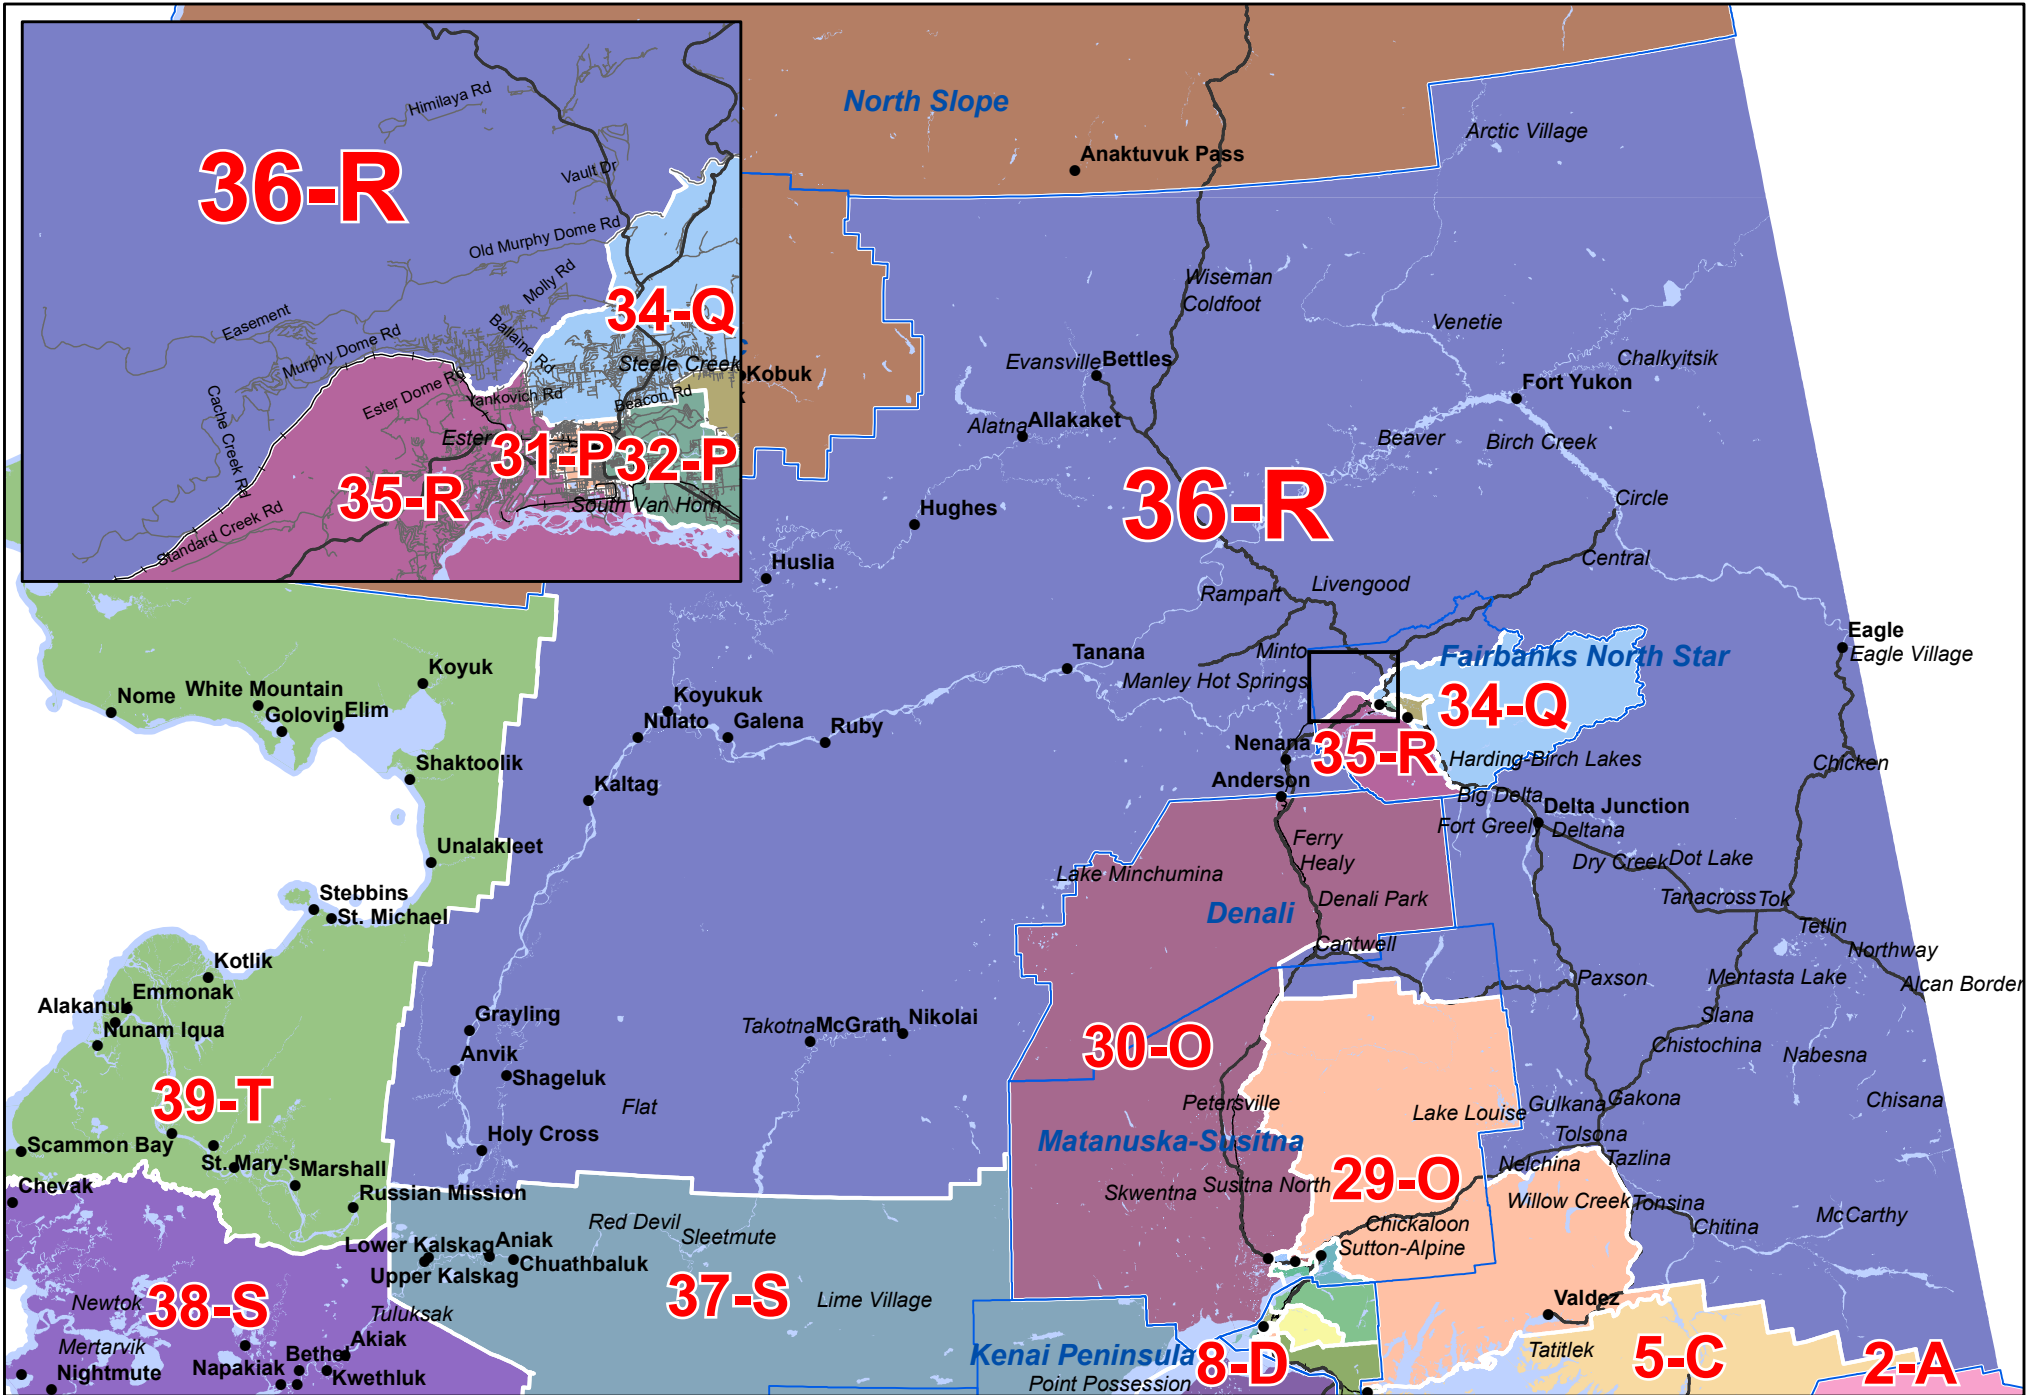 Himilaya Rd
36-R
Vault Dr
Old Murphy Dome Rd
Molly Rd
34-Q
Easement
Ballaine Rd
Murphy Dome Rd
Steele Creek
Ester Dome Rd
Yankovich Rd
Beacon Rd
Cache Creek Rd
Ester
31-P
32-P
35-R
South Van Horn
Standard Creek Rd
North Slope
Anaktuvuk Pass
Arctic Village
Wiseman
Coldfoot
Venetie
Evansville
Bettles
Kobuk
Chalkyitsik
Fort Yukon
Alatna
Allakaket
Beaver
Birch Creek
36-R
Hughes
Circle
Huslia
Central
Rampart
Livengood
Eagle
Eagle Village
Tanana
Minto
Fairbanks North Star
Manley Hot Springs
34-Q
Koyuk
Nome
White Mountain
Golovin
Elim
Koyukuk
Nulato
Galena
Ruby
Nenana
35-R
Harding-Birch Lakes
Chicken
Shaktoolik
Kaltag
Anderson
Big Delta
Delta Junction
Fort Greely
Deltana
Unalakleet
Ferry
Healy
Dry Creek
Dot Lake
Lake Minchumina
Stebbins
St. Michael
Denali Park
Denali
Tanacross
Tok
Tetlin
Cantwell
Northway
Kotlik
Paxson
Mentasta Lake
Alcan Border
Emmonak
Alakanuk
Nunam Iqua
Grayling
Takotna
McGrath
Nikolai
Slana
30-O
Chistochina
Nabesna
Anvik
Shageluk
39-T
Flat
Petersville
Lake Louise
Gulkana
Gakona
Chisana
Scammon Bay
Holy Cross
Matanuska-Susitna
Tolsona
St. Mary's
Marshall
Nelchina
Tazlina
Chevak
Russian Mission
Skwentna
Susitna North
29-O
Willow Creek
Tonsina
McCarthy
Red Devil
Sleetmute
Chickaloon
Chitina
Lower Kalskag
Aniak
Chuathbaluk
Upper Kalskag
Sutton-Alpine
37-S
Lime Village
Newtok
38-S
Tuluksak
Valdez
Mertarvik
Akiak
Bethel
Napakiak
Kwethluk
Nightmute
Kenai Peninsula
Point Possession
8-D
Tatitlek
5-C
2-A